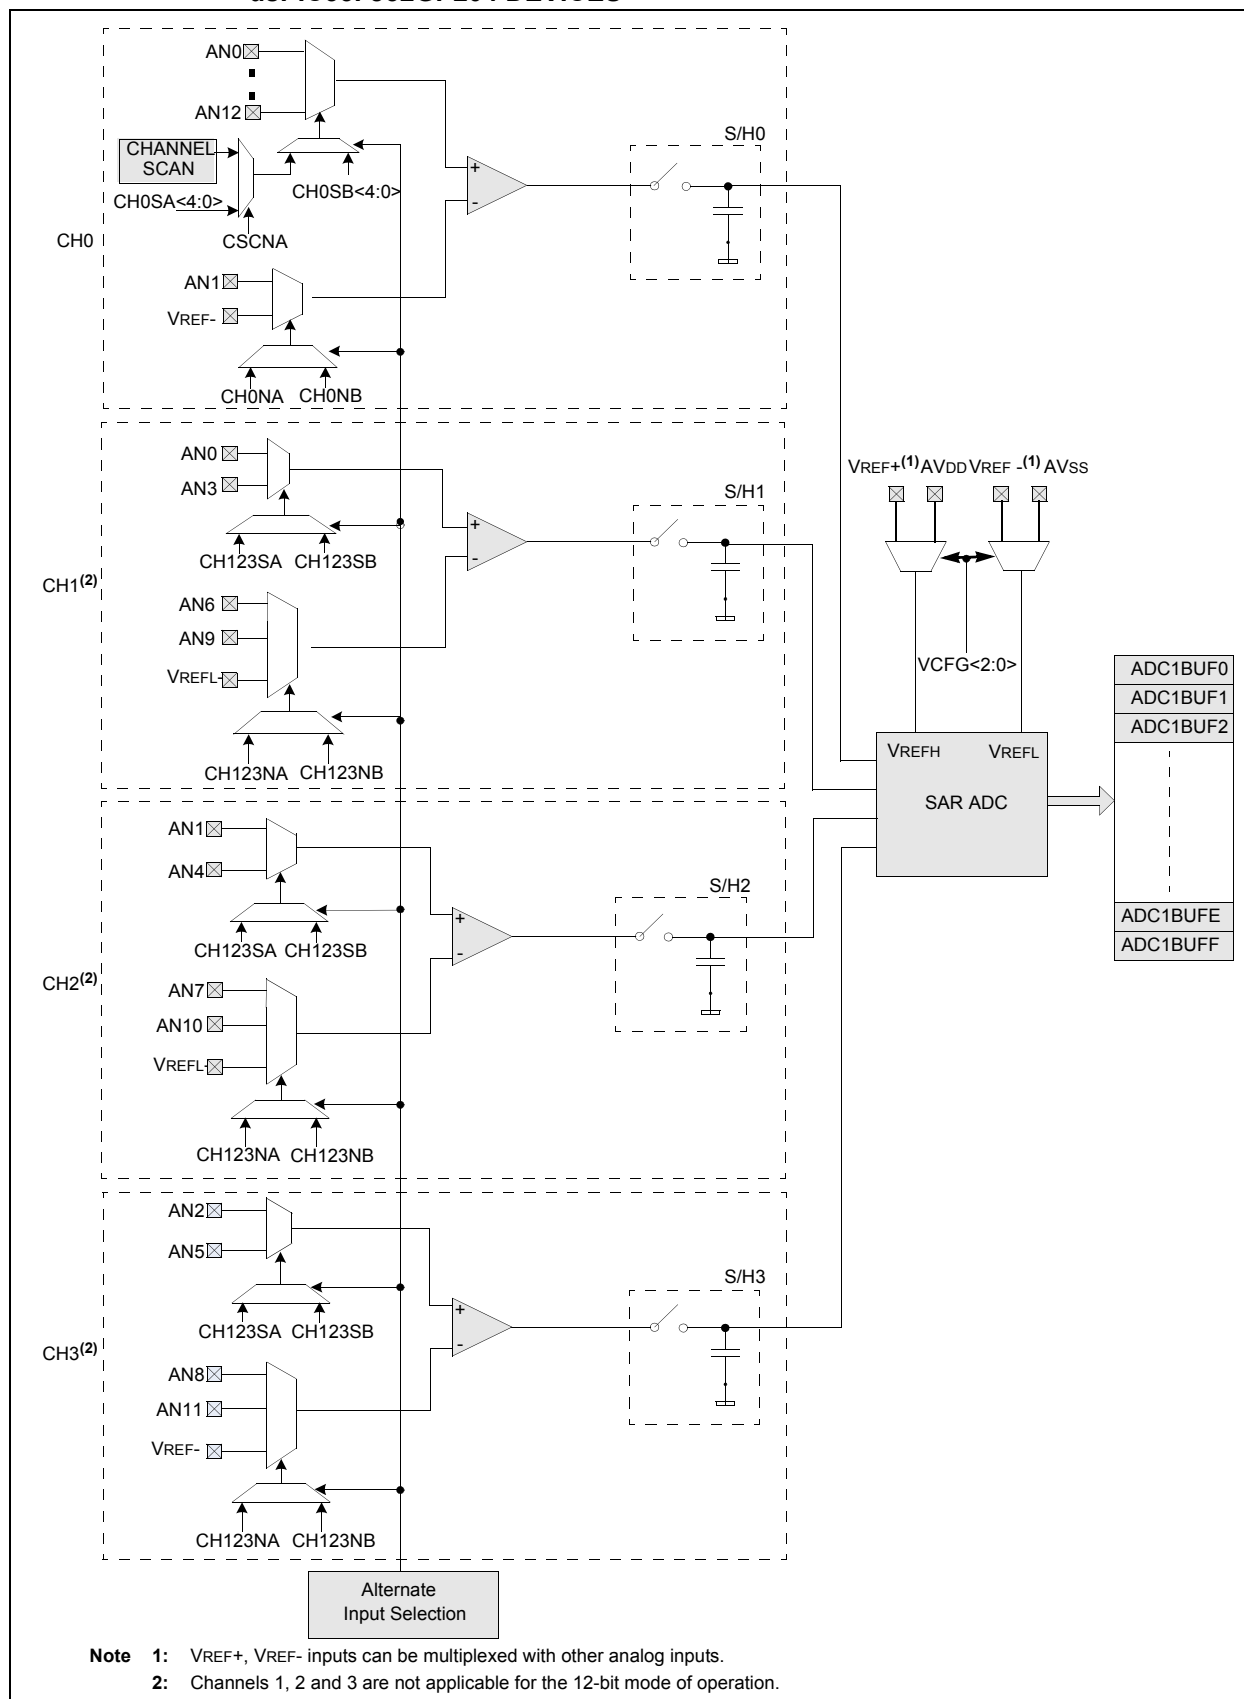 AN0
AN12
CHANNEL
SCAN
CH0SA<4:0>
CH0SB<4:0>
CSCNA
CH0
AN1
VREF-
CH0NA
CH0NB
S/H0
+
-
AN0
AN3
CH123SA
CH123SB
CH1(2)
AN6
AN9
VREFL-
CH123NA
CH123NB
S/H1
+
-
VREF+(1) AVDD VREF -(1) AVSS
VCFG<2:0>
VREFH
VREFL
SAR ADC
ADC1BUF0
ADC1BUF1
ADC1BUF2
ADC1BUFE
ADC1BUFF
AN1
AN4
CH123SA
CH123SB
CH2(2)
AN7
AN10
VREFL-
CH123NA
CH123NB
S/H2
+
-
AN2
AN5
CH123SA
CH123SB
CH3(2)
AN8
AN11
VREF-
CH123NA
CH123NB
S/H3
+
-
Alternate
Input Selection
Note 1: VREF+, VREF- inputs can be multiplexed with other analog inputs.
2: Channels 1, 2 and 3 are not applicable for the 12-bit mode of operation.